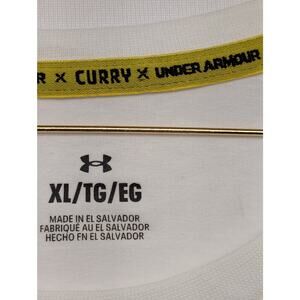 R X CURRY X UNDER ARMOUR
XL/TG/EG
MADE IN EL SALVADOR
FABRIQUÉ AU EL SALVADOR
HECHO EN EL SALVADOR